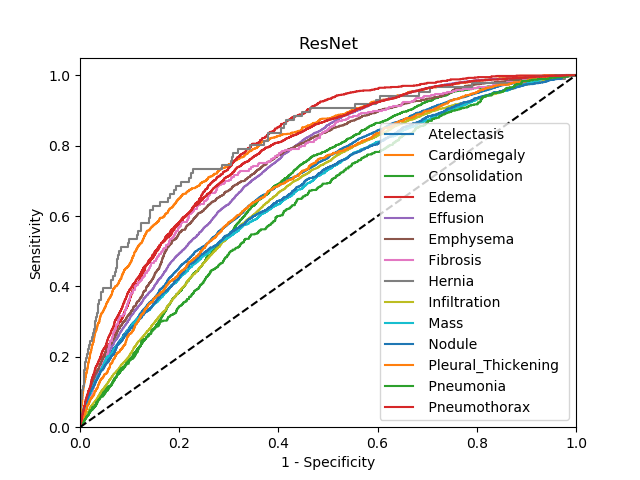 ResNet
1.0
0.8
0.6
0.4
0.2
0.0
Sensitivity
Atelectasis
Cardiomegaly
Consolidation
Edema
Effusion
Emphysema
Fibrosis
Hernia
Infiltration
Mass
Nodule
Pleural_Thickening
Pneumonia
Pneumothorax
0.0 0.2 0.4 0.6 0.8 1.0
1 - Specificity